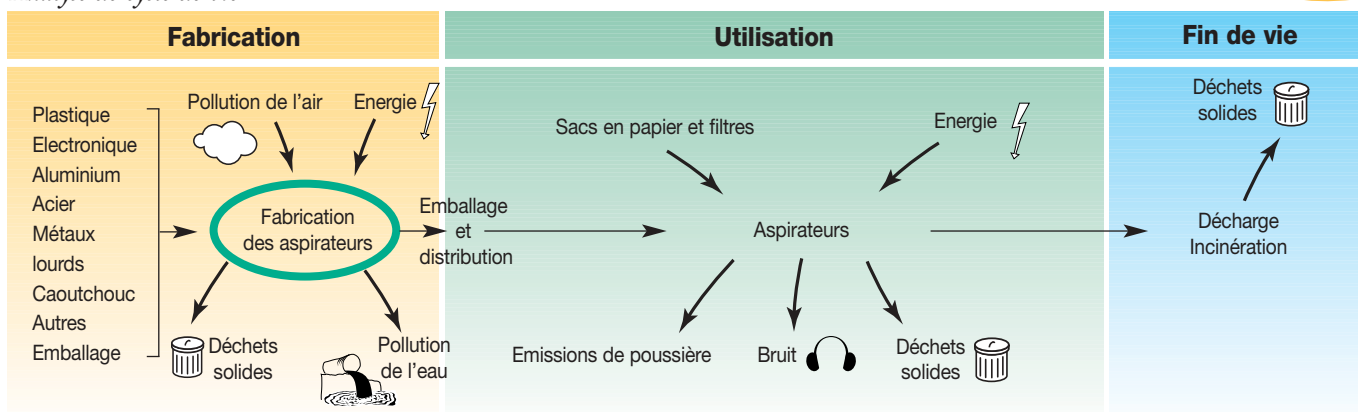 Fabrication
Utilisation
Fin de vie
Plastique
Electronique
Aluminium
Acier
Métaux
lourds
Caoutchouc
Autres
Emballage
Pollution de l'air
Energie
Fabrication
des aspirateurs
Déchets
solides
Pollution
de l'eau
Emballage
et
distribution
Sacs en papier et filtres
Energie
Aspirateurs
Emissions de poussière
Bruit
Déchets
solides
Déchets
solides
Décharge
Incinération